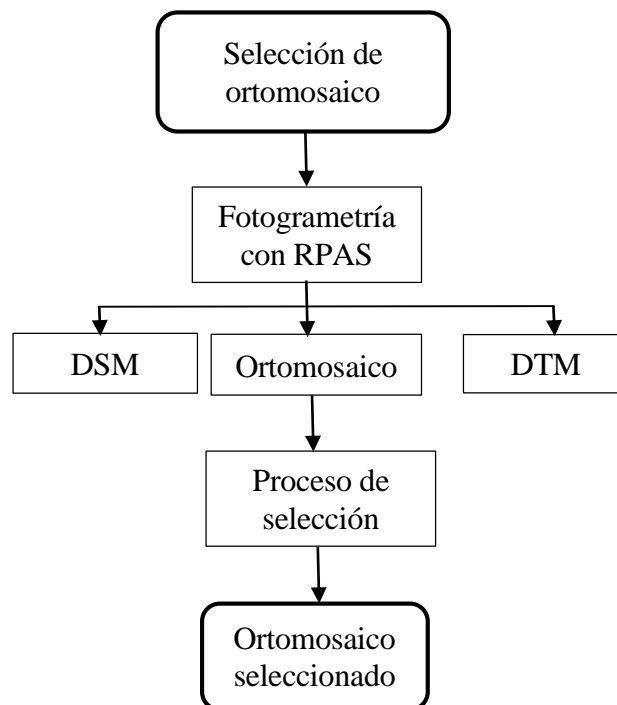 Selección de
ortomosaico
Fotogrametría
con RPAS
DSM
Ortomosaico
DTM
Proceso de
selección
Ortomosaico
seleccionado